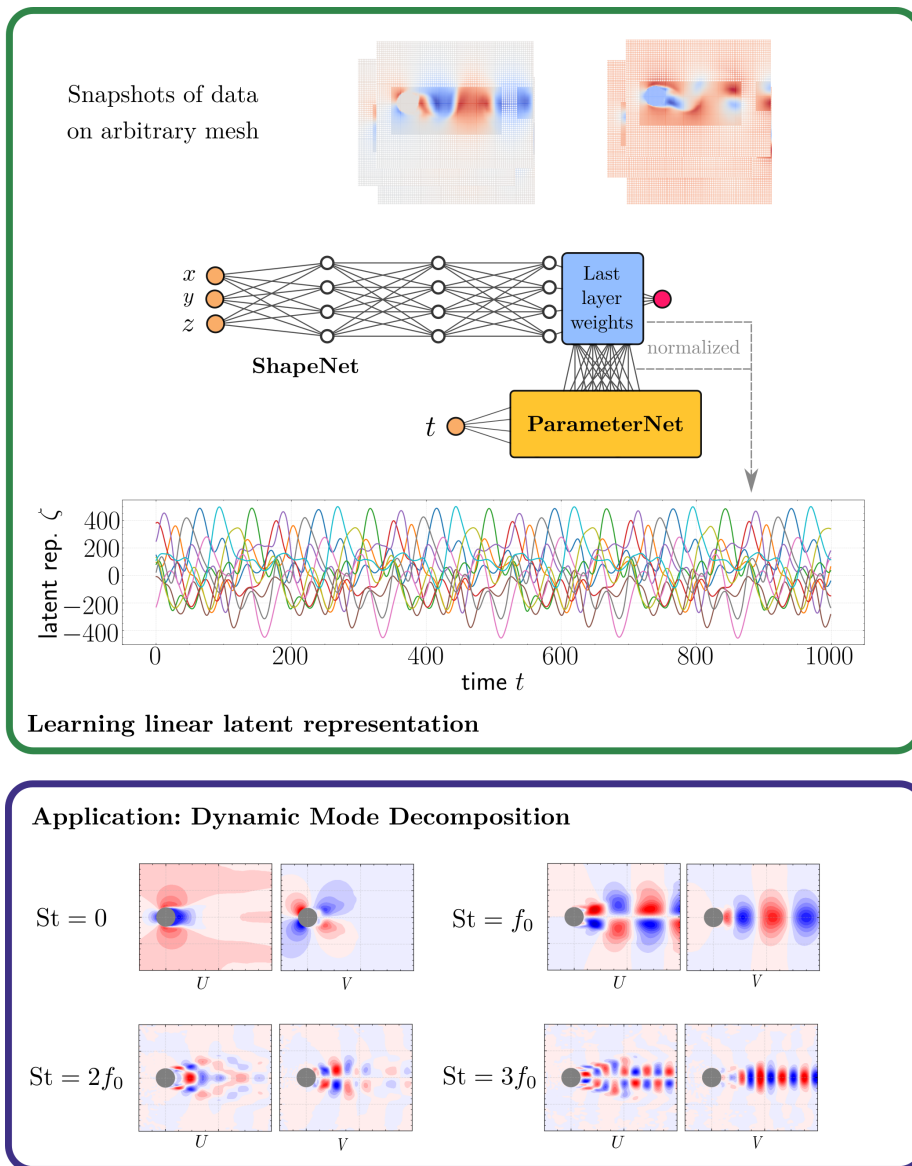 Snapshots of data
on arbitrary mesh
x
y
z
Last
layer
weights
normalized
ShapeNet
t
ParameterNet
latent rep. ζ
400
200
0
−200
−400
0 200 400 600 800 1000
time t
Learning linear latent representation
Application: Dynamic Mode Decomposition
St = 0
U V
St = f₀
U V
St = 2f₀
U V
St = 3f₀
U V